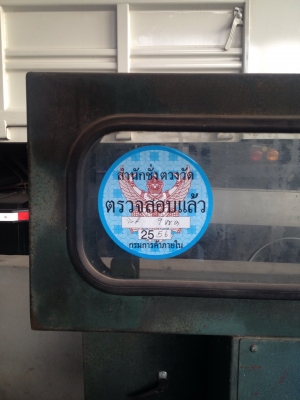 สำนักชั่งตวงวัด
ตรวจสอบแล้ว
2556
กรมการค้าภายใน